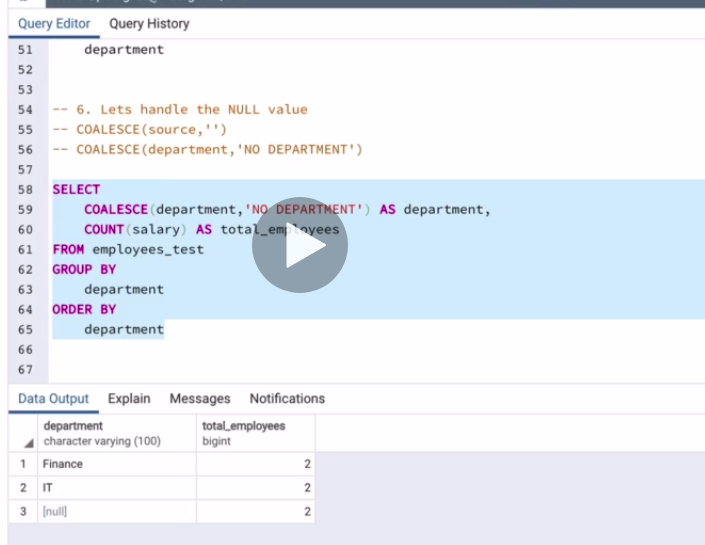 Query Editor Query History
51 department
52
53
54 -- 6. Lets handle the NULL value
55 -- COALESCE(source,'')
56 -- COALESCE(department,'NO DEPARTMENT')
57
58 SELECT
59 COALESCE(department,'NO DEPARTMENT') AS department,
60 COUNT(salary) AS total_employees
61 FROM employees_test
62 GROUP BY
63 department
64 ORDER BY
65 department
66
67
Data Output Explain Messages Notifications
department total_employees
character varying (100) bigint
1 Finance 2
2 IT 2
3 [null] 2